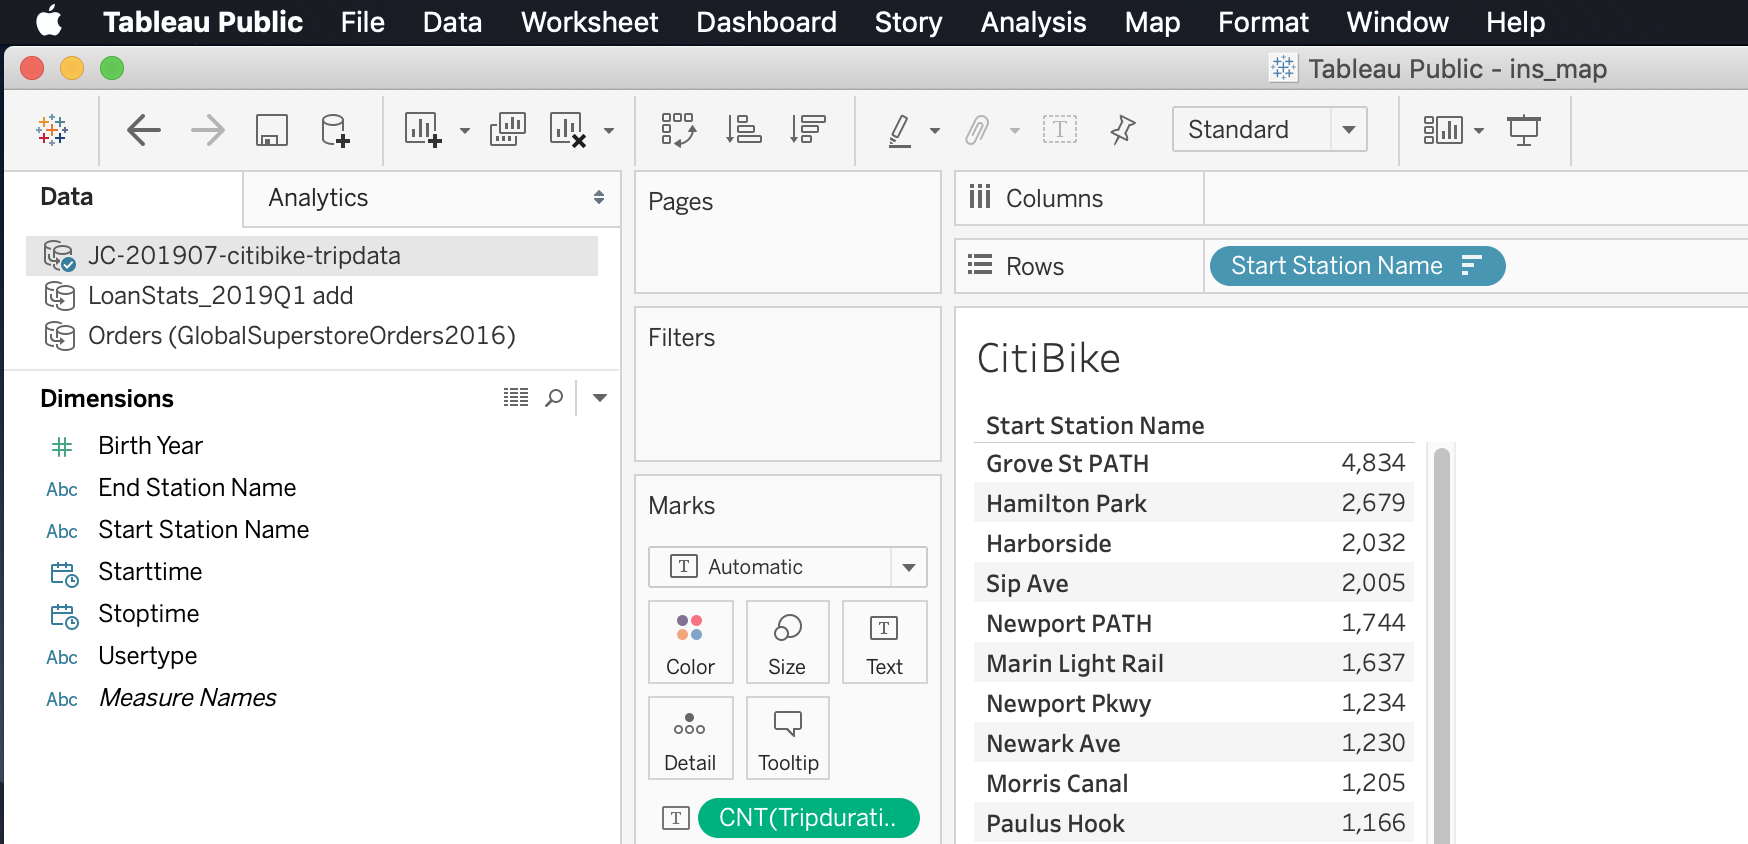 Tableau Public File Data Worksheet Dashboard Story Analysis Map Format Window Help
Tableau Public - ins_map
Standard
Data Analytics
JC-201907-citibike-tripdata
LoanStats_2019Q1 add
Orders (GlobalSuperstoreOrders2016)
Dimensions
Birth Year
Abc End Station Name
Abc Start Station Name
Starttime
Stoptime
Abc Usertype
Abc Measure Names
Pages
Filters
Marks
T Automatic
Color Size T Text
Detail Tooltip
T CNT(Tripdurati..
Columns
Rows Start Station Name
CitiBike
Start Station Name
Grove St PATH 4,834
Hamilton Park 2,679
Harborside 2,032
Sip Ave 2,005
Newport PATH 1,744
Marin Light Rail 1,637
Newport Pkwy 1,234
Newark Ave 1,230
Morris Canal 1,205
Paulus Hook 1,166